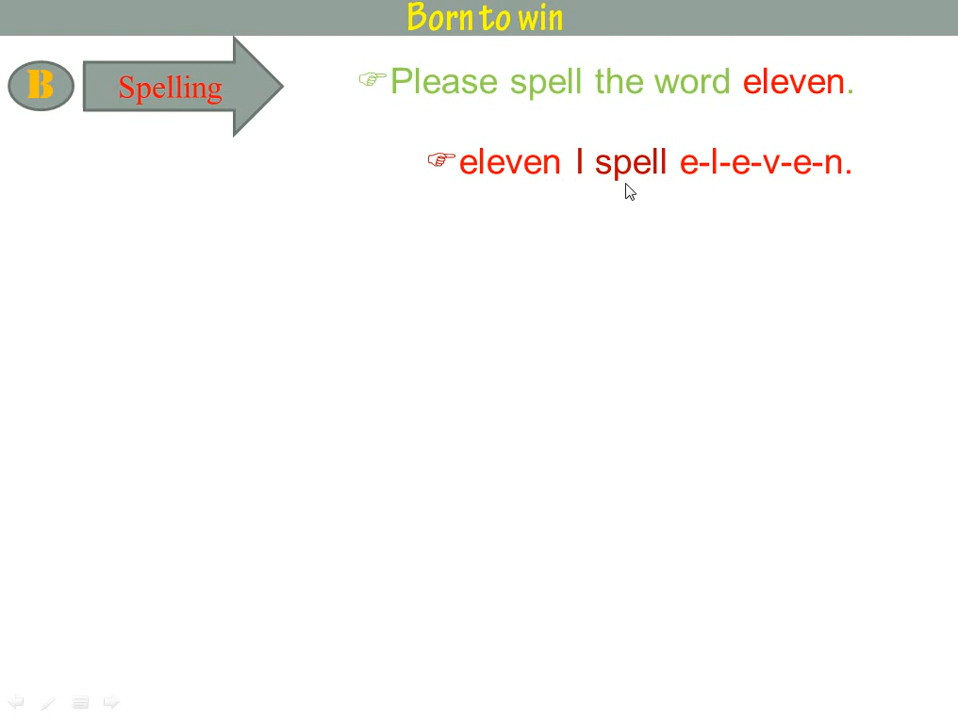 Born to win
B
Spelling
☞Please spell the word eleven.
☞eleven I spell e-l-e-v-e-n.